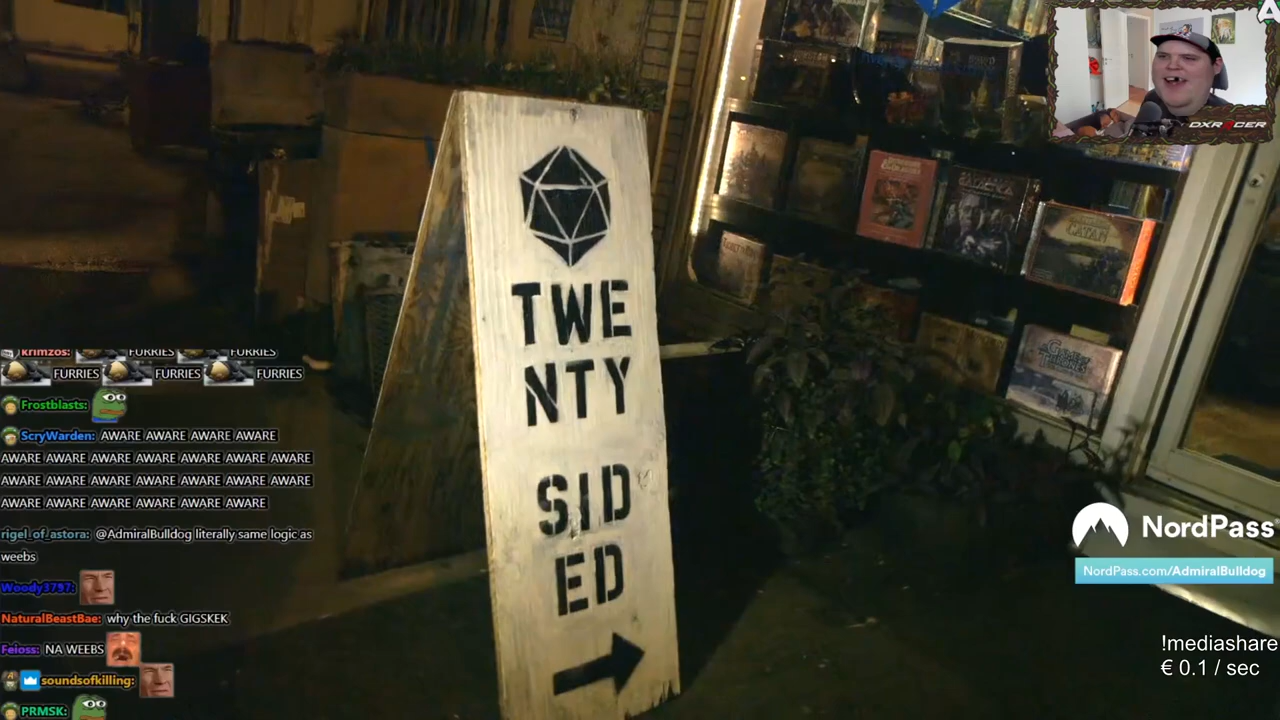 TWE
NTY
SID
ED
CATAN
DXRACER
krimzos: FURRIES FURRIES
FURRIES FURRIES FURRIES
Frostblasts:
ScryWarden: AWARE AWARE AWARE AWARE
AWARE AWARE AWARE AWARE AWARE AWARE AWARE
AWARE AWARE AWARE AWARE AWARE AWARE AWARE
AWARE AWARE AWARE AWARE AWARE AWARE
rigel_of_astora: @AdmiralBulldog literally same logic as
weebs
Woody3797:
NaturalBeastBae: why the fuck GIGSKEK
Feioss: NA WEEBS
soundsofkilling:
PRMSK:
NordPass
NordPass.com/AdmiralBulldog
!mediashare
€ 0.1 / sec